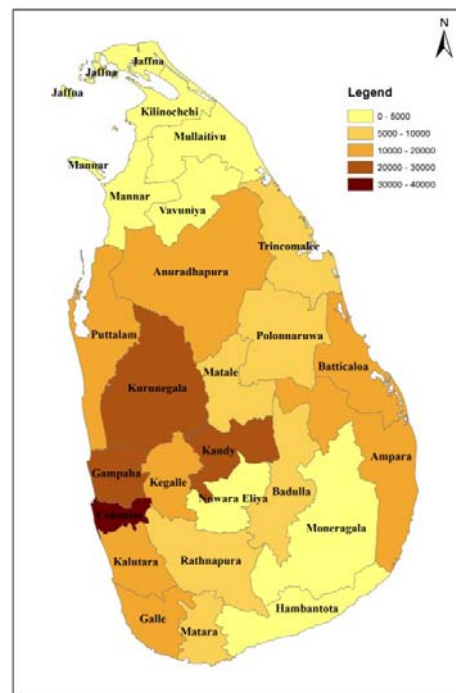 N
Jaffna
Jaffna
Jaffna
Legend
0 - 5000
5000 - 10000
10000 - 20000
20000 - 30000
30000 - 40000
Kilinochchi
Mullaitivu
Mannar
Mannar
Vavuniya
Trincomalee
Anuradhapura
Puttalam
Polonnaruwa
Batticaloa
Matale
Kurunegala
Kandy
Ampara
Gampaha
Kegalle
Badulla
Nuwara Eliya
Colombo
Moneragala
Kalutara
Rathnapura
Hambantota
Galle
Matara